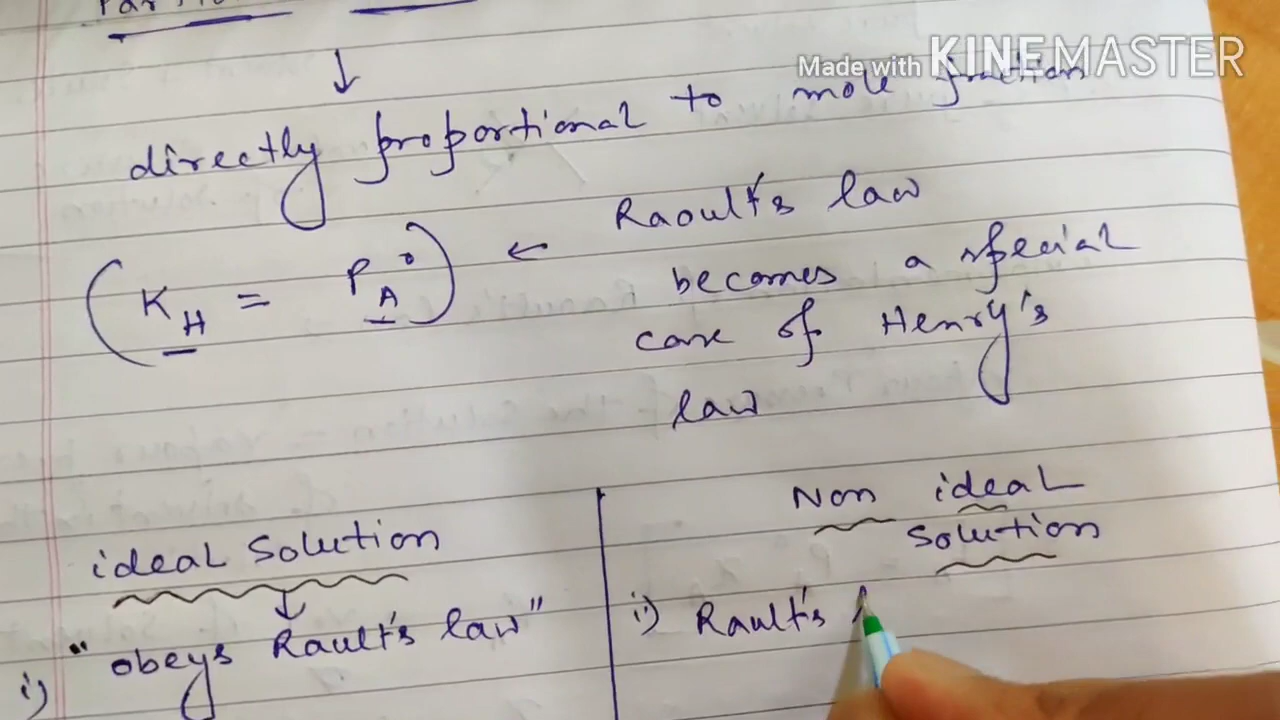 Made with KINEMASTER
↓
directly proportional to mole fraction
(K_H = P_A°) ← Raoult's law
becomes a special
case of Henry's
law
ideal Solution
↓
i) "obeys Rault's law"
Non ideal
Solution
i) Rault's